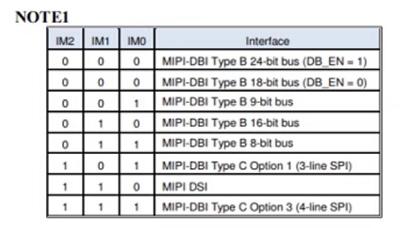 NOTE1
IM2 IM1 IM0 Interface
0 0 0 MIPI-DBI Type B 24-bit bus (DB_EN = 1)
0 0 0 MIPI-DBI Type B 18-bit bus (DB_EN = 0)
0 0 1 MIPI-DBI Type B 9-bit bus
0 1 0 MIPI-DBI Type B 16-bit bus
0 1 1 MIPI-DBI Type B 8-bit bus
1 0 1 MIPI-DBI Type C Option 1 (3-line SPI)
1 1 0 MIPI DSI
1 1 1 MIPI-DBI Type C Option 3 (4-line SPI)